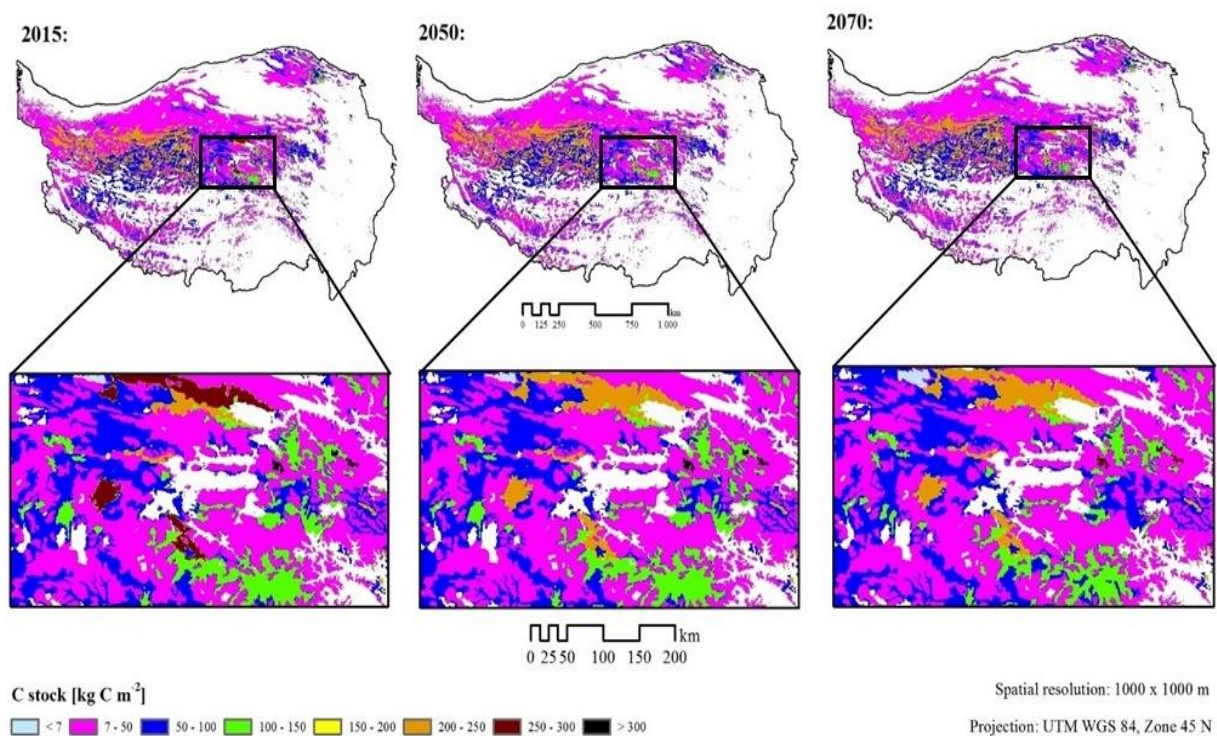 2015: 2050: 2070:
km
0 125 250 500 750 1.000
km
0 25 50 100 150 200
C stock [kg C m⁻²]
< 7 7 - 50 50 - 100 100 - 150 150 - 200 200 - 250 250 - 300 > 300
Spatial resolution: 1000 x 1000 m
Projection: UTM WGS 84, Zone 45 N